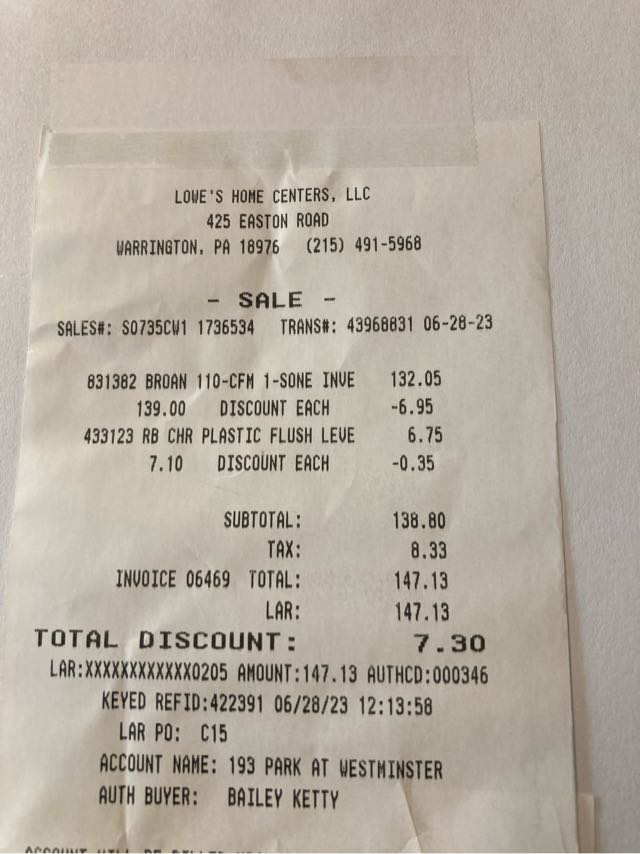 LOWE'S HOME CENTERS, LLC
425 EASTON ROAD
WARRINGTON, PA 18976 (215) 491-5968
- SALE -
SALES#: S0735CW1 1736534 TRANS#: 43968831 06-28-23
831382 BROAN 110-CFM 1-SONE INVE 132.05
139.00 DISCOUNT EACH -6.95
433123 RB CHR PLASTIC FLUSH LEVE 6.75
7.10 DISCOUNT EACH -0.35
SUBTOTAL: 138.80
TAX: 8.33
INVOICE 06469 TOTAL: 147.13
LAR: 147.13
TOTAL DISCOUNT: 7.30
LAR:XXXXXXXXXXXX0205 AMOUNT:147.13 AUTHCD:000346
KEYED REFID:422391 06/28/23 12:13:58
LAR PO: C15
ACCOUNT NAME: 193 PARK AT WESTMINSTER
AUTH BUYER: BAILEY KETTY
ACCOUNT WILL BE BILLED